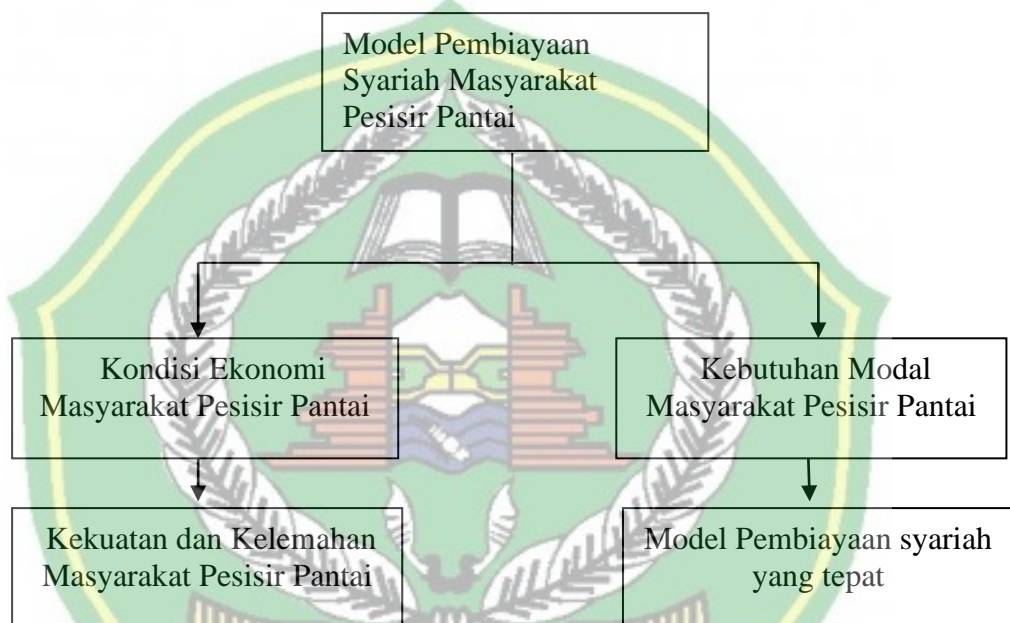 Model Pembiayaan
Syariah Masyarakat
Pesisir Pantai
Kondisi Ekonomi
Masyarakat Pesisir Pantai
Kebutuhan Modal
Masyarakat Pesisir Pantai
Kekuatan dan Kelemahan
Masyarakat Pesisir Pantai
Model Pembiayaan syariah
yang tepat